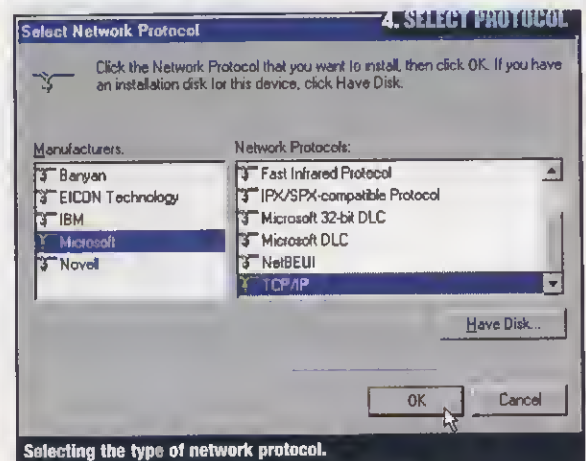 4. SELECT PROTOCOL
Select Network Protocol
Click the Network Protocol that you want to install, then click OK. If you have
an installation disk for this device, click Have Disk.
Manufacturers:
Banyan
EICON Technology
IBM
Microsoft
Novell
Network Protocols:
Fast Infrared Protocol
IPX/SPX-compatible Protocol
Microsoft 32-bit DLC
Microsoft DLC
NetBEUI
TCP/IP
Have Disk...
OK
Cancel
Selecting the type of network protocol.